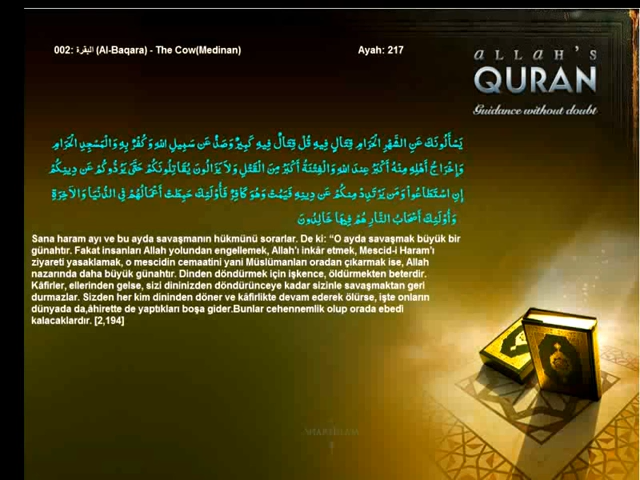 002: البقرة (Al-Baqara) - The Cow(Medinan)
Ayah: 217
ALLAH'S
QURAN
Guidance without doubt
يَسْأَلُونَكَ عَنِ الشَّهْرِ الْحَرَامِ قِتَالٍ فِيهِ قُلْ قِتَالٌ فِيهِ كَبِيرٌ وَصَدٌّ عَن سَبِيلِ اللهِ وَكُفْرٌ بِهِ وَالْمَسْجِدِ الْحَرَامِ
وَإِخْرَاجُ أَهْلِهِ مِنْهُ أَكْبَرُ عِندَ اللهِ وَالْفِتْنَةُ أَكْبَرُ مِنَ الْقَتْلِ وَلاَ يَزَالُونَ يُقَاتِلُونَكُمْ حَتَّىَ يَرُدُّوكُمْ عَن دِينِكُمْ
إِنِ اسْتَطَاعُواْ وَمَن يَرْتَدِدْ مِنكُمْ عَن دِينِهِ فَيَمُتْ وَهُوَ كَافِرٌ فَأُوْلَئِكَ حَبِطَتْ أَعْمَالُهُمْ فِي الدُّنْيَا وَالآخِرَةِ
وَأُوْلَئِكَ أَصْحَابُ النَّارِ هُمْ فِيهَا خَالِدُونَ
Sana haram ayı ve bu ayda savaşmanın hükmünü sorarlar. De ki: “O ayda savaşmak büyük bir
günahtır. Fakat insanları Allah yolundan engellemek, Allah’ı inkâr etmek, Mescid-i Haram’ı
ziyareti yasaklamak, o mescidin cemaatini yani Müslümanları oradan çıkarmak ise, Allah
nazarında daha büyük günahtır. Dinden döndürmek için işkence, öldürmekten beterdir.
Kâfirler, ellerinden gelse, sizi dininizden döndürünceye kadar sizinle savaşmaktan geri
durmazlar. Sizden her kim dininden döner ve kâfirlikte devam ederek ölürse, işte onların
dünyada da,âhirette de yaptıkları boşa gider.Bunlar cehennemlik olup orada ebedi
kalacaklardır. [2,194]